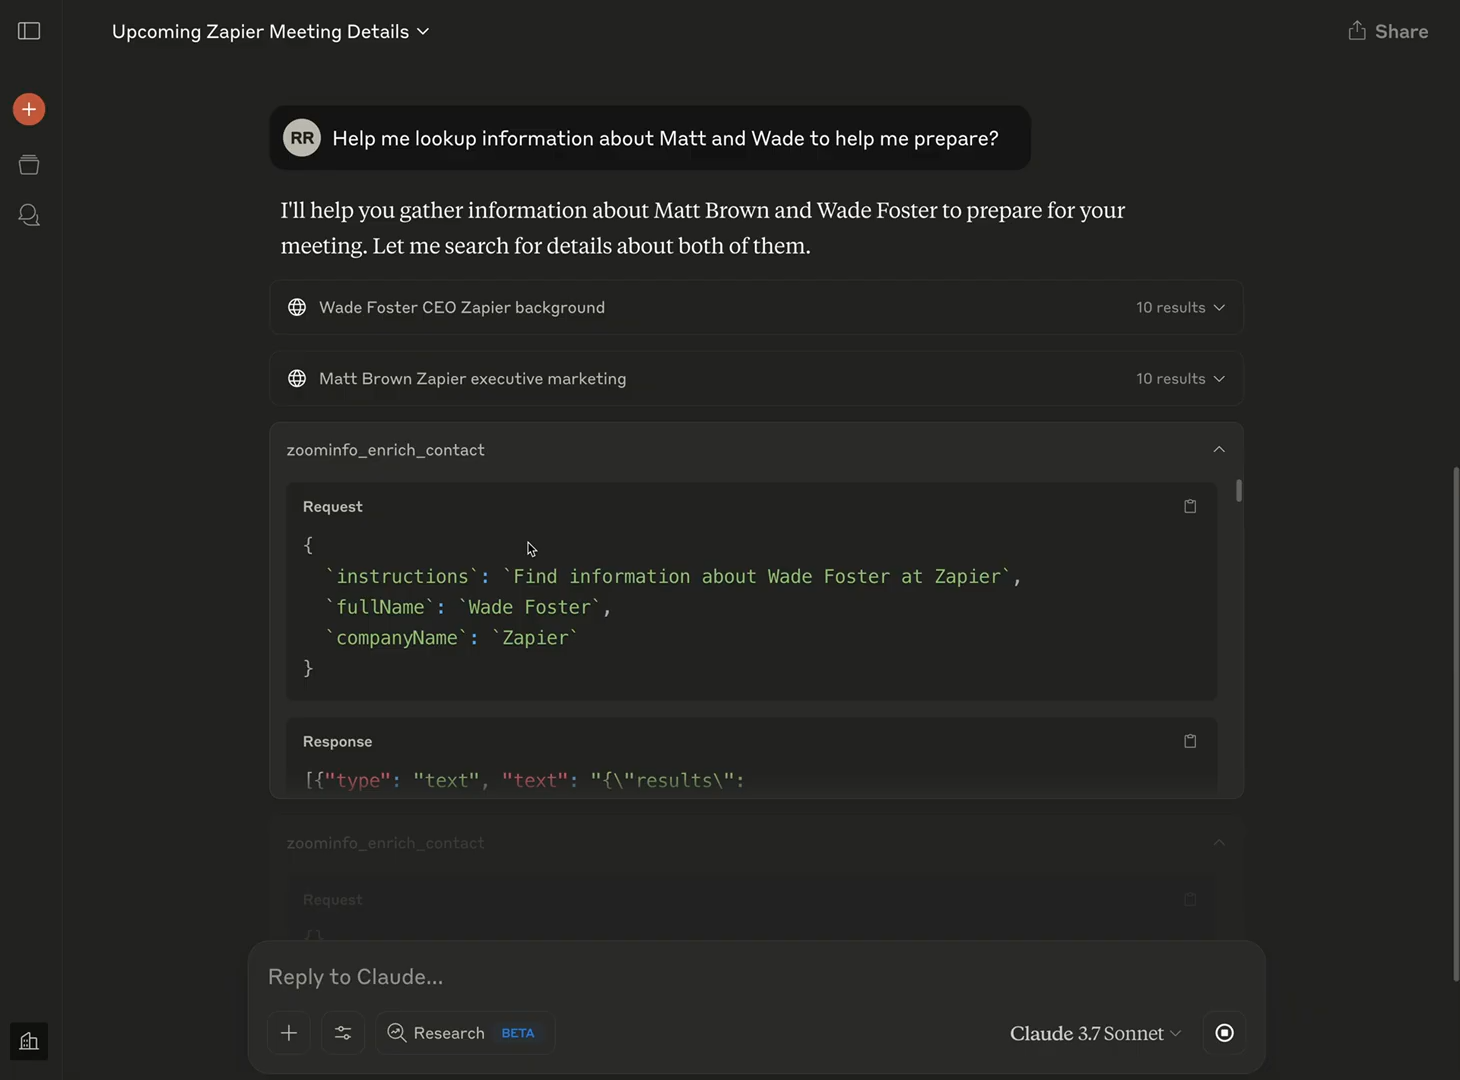 Upcoming Zapier Meeting Details
Share
RR
Help me lookup information about Matt and Wade to help me prepare?
I'll help you gather information about Matt Brown and Wade Foster to prepare for your
meeting. Let me search for details about both of them.
Wade Foster CEO Zapier background
10 results
Matt Brown Zapier executive marketing
10 results
zoominfo_enrich_contact
Request
{
`instructions`: `Find information about Wade Foster at Zapier`,
`fullName`: `Wade Foster`,
`companyName`: `Zapier`
}
Response
[{"type": "text", "text": "{\"results\":
zoominfo_enrich_contact
Request
{}
Reply to Claude...
Research BETA
Claude 3.7 Sonnet